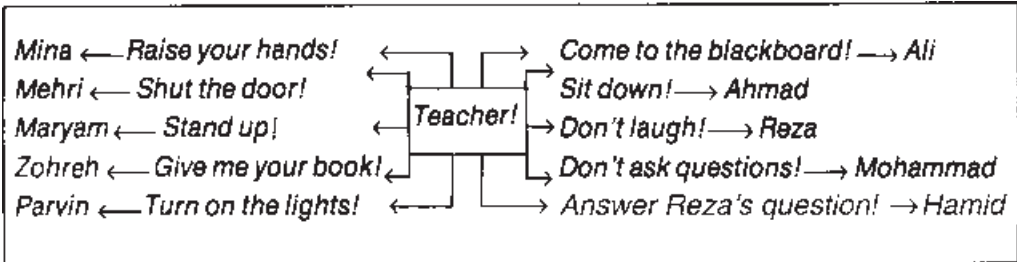 Mina ← Raise your hands! Come to the blackboard! → Ali
Mehri ← Shut the door! Sit down! → Ahmad
Maryam ← Stand up! Teacher! Don't laugh! → Reza
Zohreh ← Give me your book! Don't ask questions! → Mohammad
Parvin ← Turn on the lights! Answer Reza's question! → Hamid